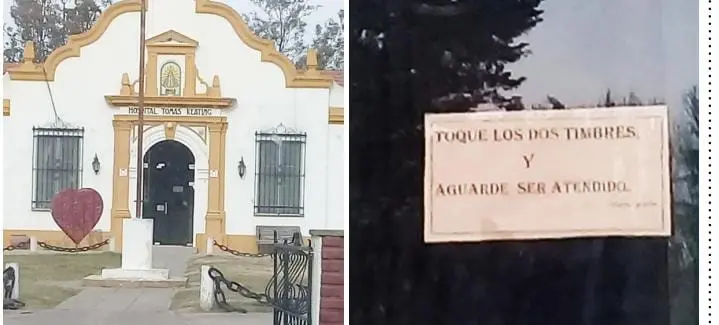 HOSPITAL TOMAS KEATING
TOQUE LOS DOS TIMBRES.
Y
AGUARDE SER ATENDIDO.